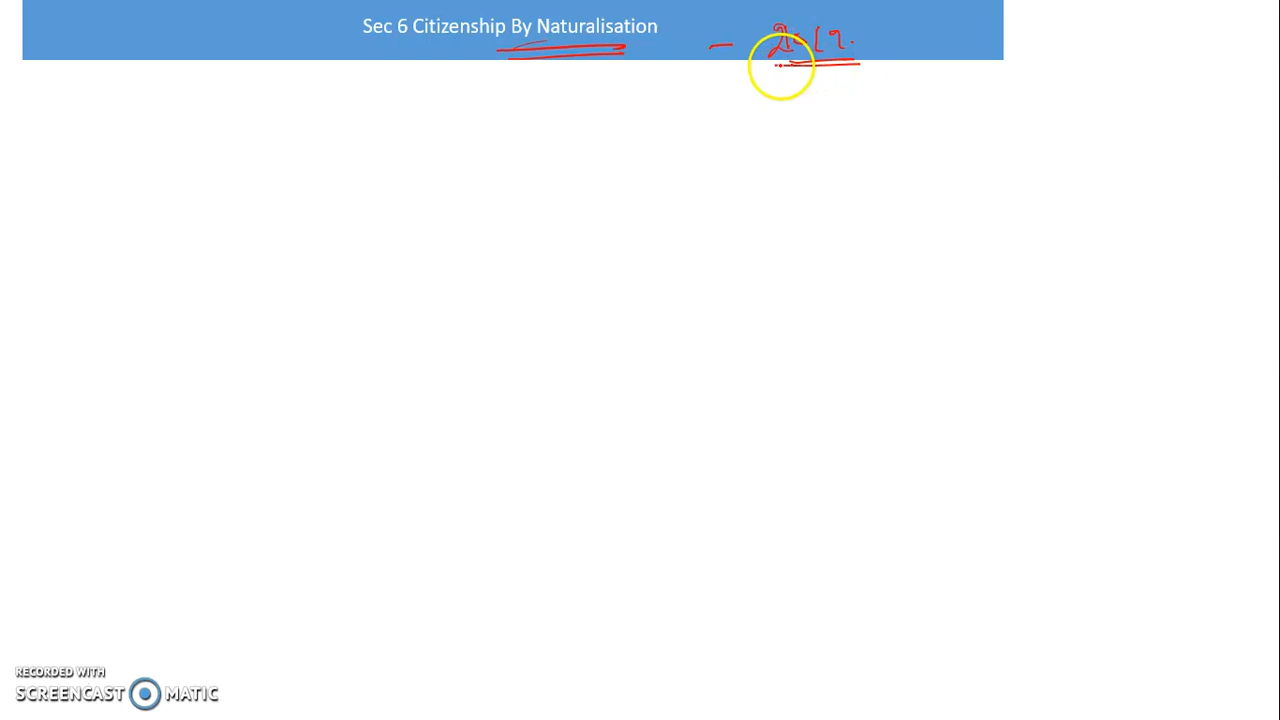 Sec 6 Citizenship By Naturalisation
RECORDED WITH
SCREENCAST MATIC